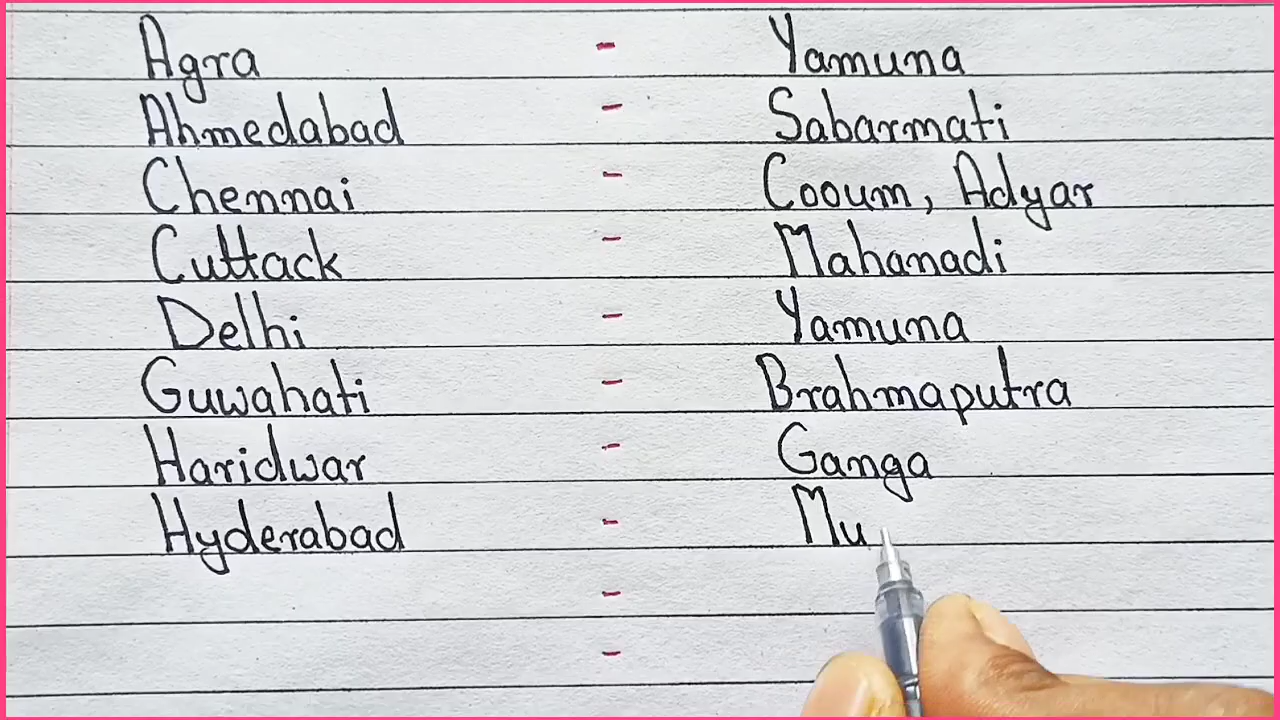 Agra - Yamuna
Ahmedabad - Sabarmati
Chennai - Cooum, Adyar
Cuttack - Mahanadi
Delhi - Yamuna
Guwahati - Brahmaputra
Haridwar - Ganga
Hyderabad - Mu
-
-